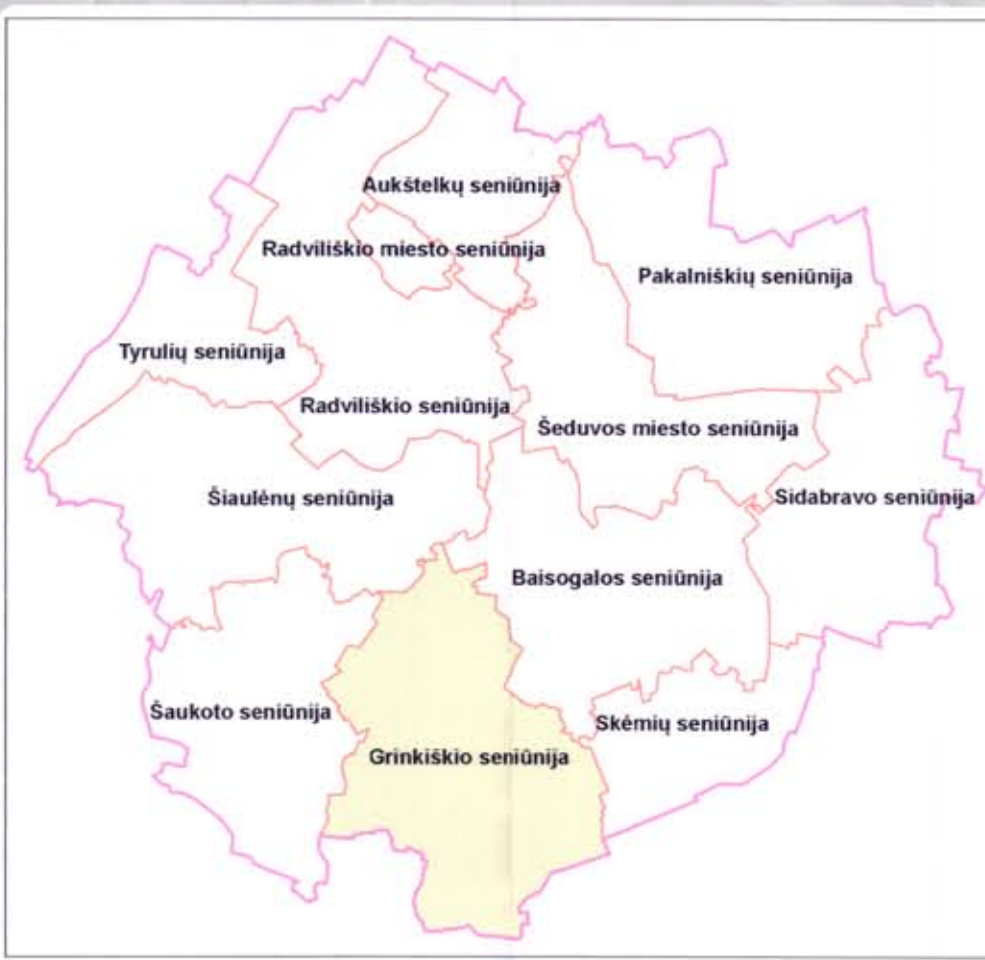 Aukštelkų seniūnija
Radviliškio miesto seniūnija
Pakalniškių seniūnija
Tyrulių seniūnija
Radviliškio seniūnija
Šeduvos miesto seniūnija
Šiaulėnų seniūnija
Sidabravo seniūnija
Baisogalos seniūnija
Šaukoto seniūnija
Skėmių seniūnija
Grinkiškio seniūnija